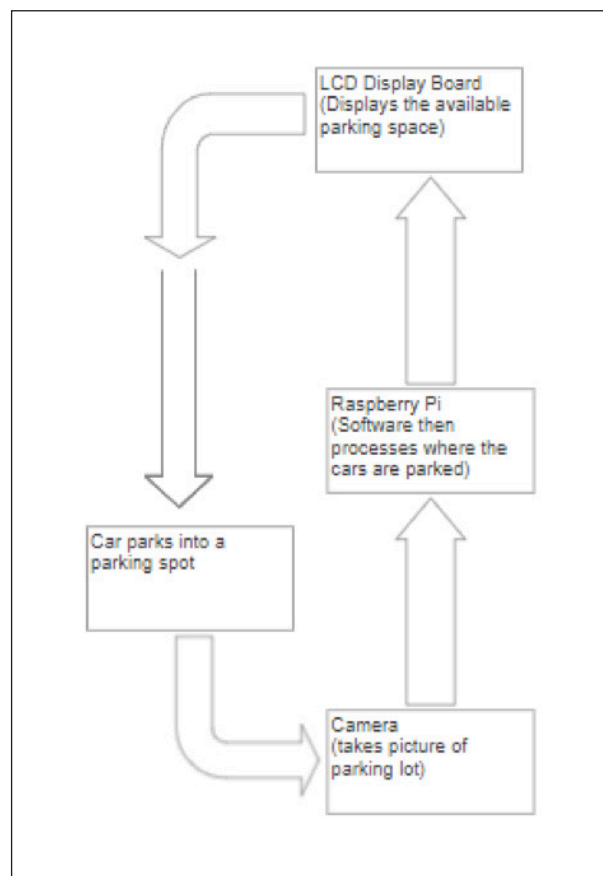 LCD Display Board
(Displays the available
parking space)
Raspberry Pi
(Software then
processes where the
cars are parked)
Car parks into a
parking spot
Camera
(takes picture of
parking lot)